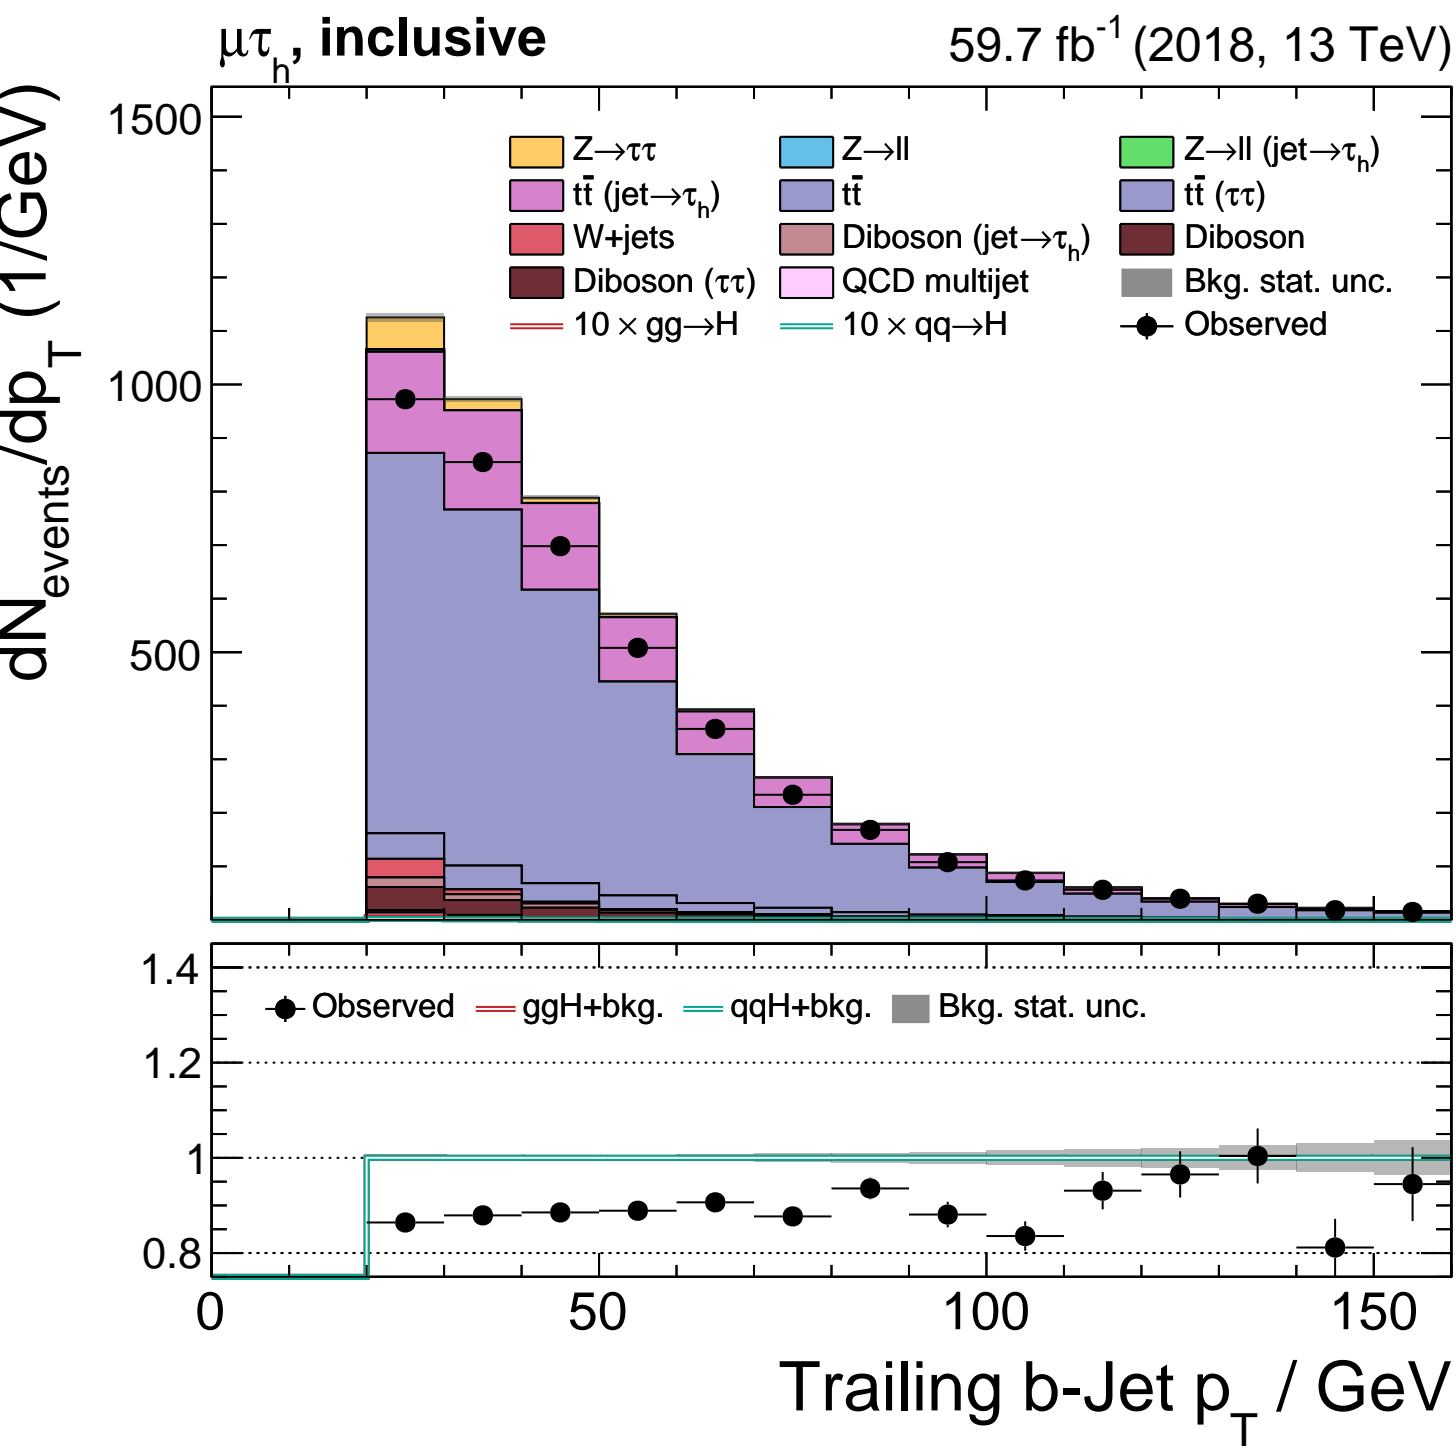 μτh, inclusive 59.7 fb-1 (2018, 13 TeV)
dNevents/dpT (1/GeV)
1500
1000
500
Z→ττ Z→ll Z→ll (jet→τh)
tt̄ (jet→τh) tt̄ tt̄ (ττ)
W+jets Diboson (jet→τh) Diboson
Diboson (ττ) QCD multijet Bkg. stat. unc.
10 × gg→H 10 × qq→H Observed
1.4
1.2
1
0.8
Observed ggH+bkg. qqH+bkg. Bkg. stat. unc.
0 50 100 150
Trailing b-Jet pT / GeV